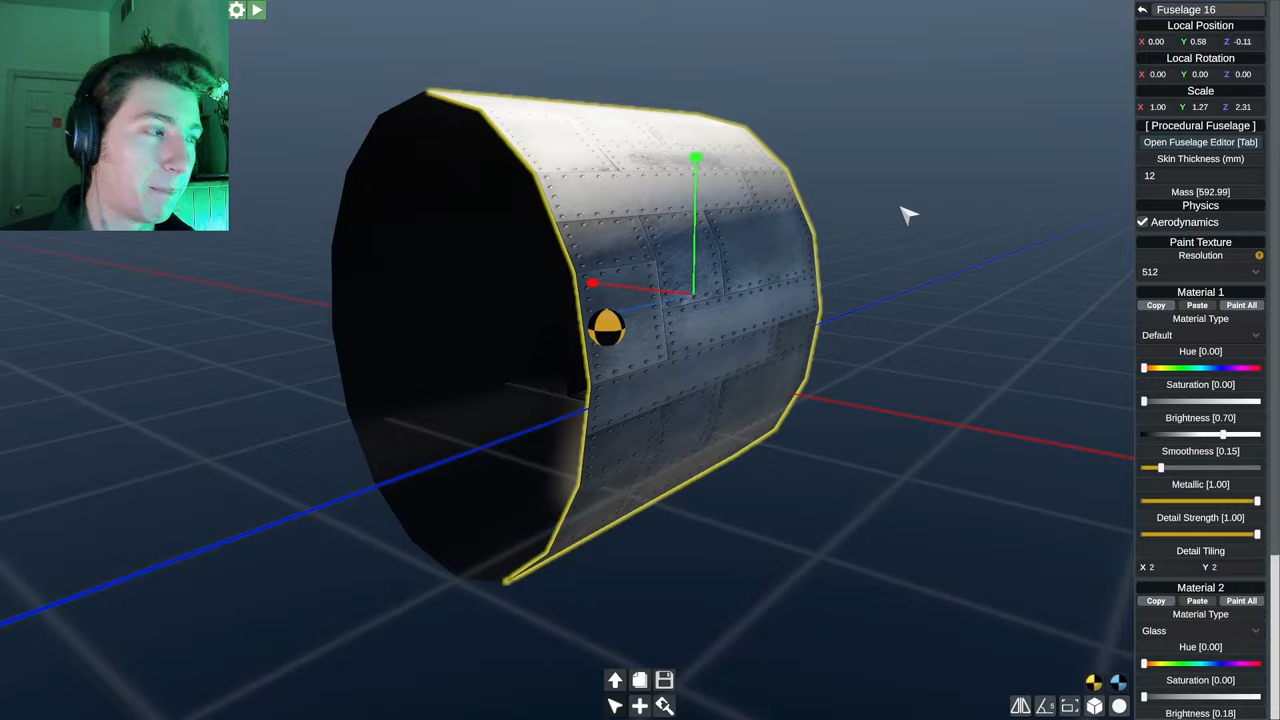 Fuselage 16
Local Position
X 0.00 Y 0.58 Z -0.11
Local Rotation
X 0.00 Y 0.00 Z 0.00
Scale
X 1.00 Y 1.27 Z 2.31
[ Procedural Fuselage ]
Open Fuselage Editor [Tab]
Skin Thickness (mm)
12
Mass [592.99]
Physics
Aerodynamics
Paint Texture
Resolution
512
Material 1
Copy Paste Paint All
Material Type
Default
Hue [0.00]
Saturation [0.00]
Brightness [0.70]
Smoothness [0.15]
Metallic [1.00]
Detail Strength [1.00]
Detail Tiling
X 2 Y 2
Material 2
Copy Paste Paint All
Material Type
Glass
Hue [0.00]
Saturation [0.00]
Brightness [0.18]